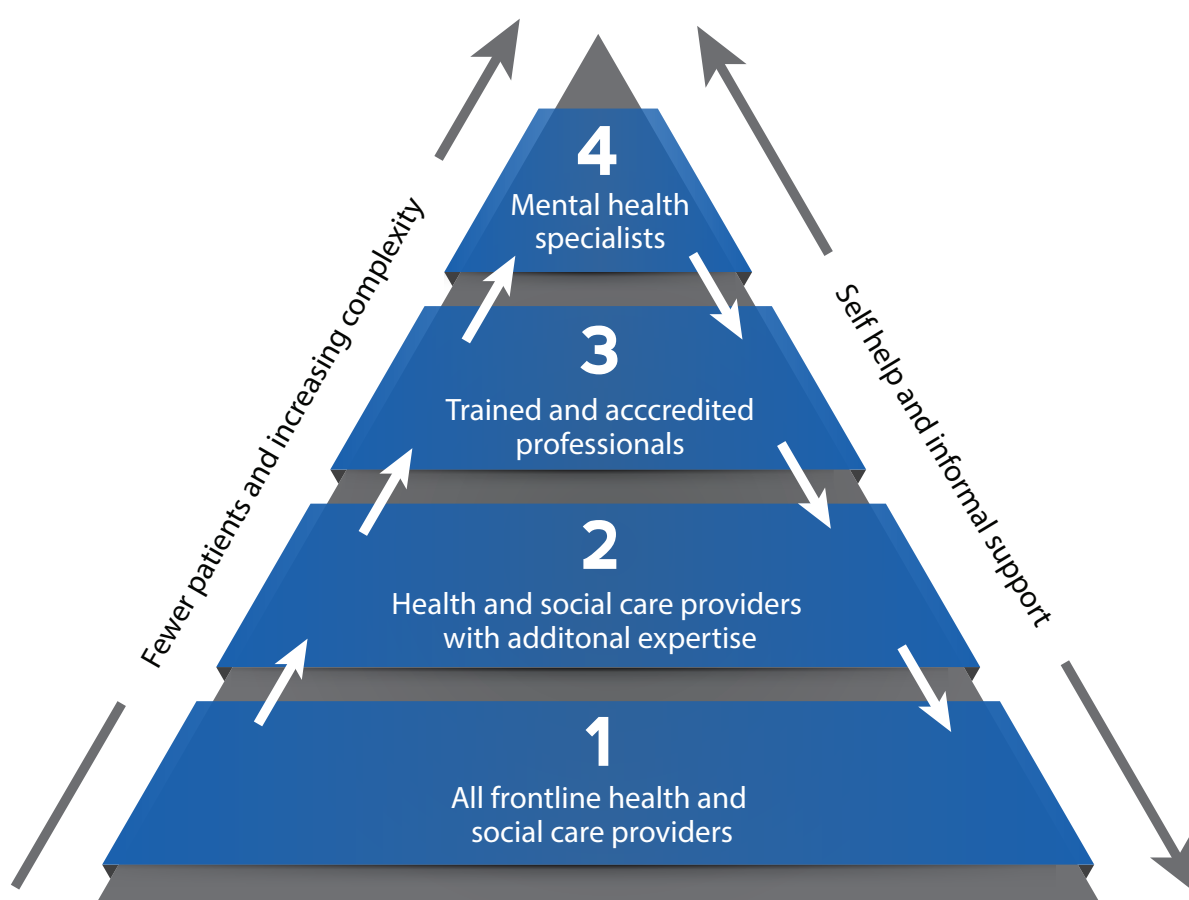 4
Mental health
specialists
3
Trained and acccredited
professionals
2
Health and social care providers
with additonal expertise
1
All frontline health and
social care providers
Fewer patients and increasing complexity
Self help and informal support